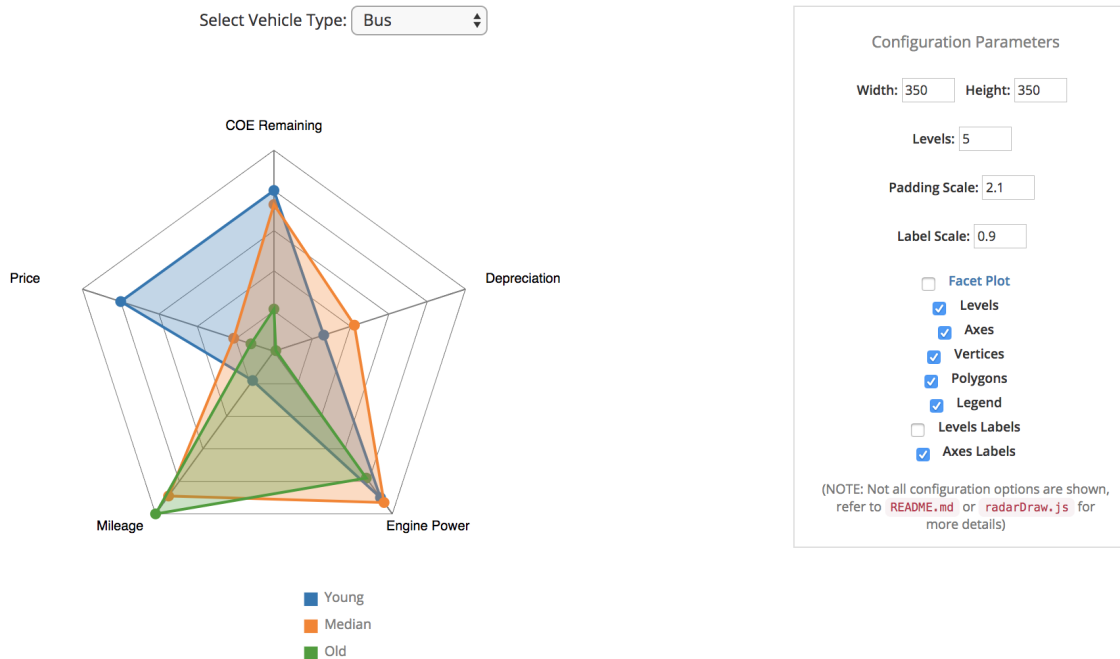 Select Vehicle Type: Bus
COE Remaining
Price
Depreciation
Mileage
Engine Power
Young
Median
Old
Configuration Parameters
Width: 350 Height: 350
Levels: 5
Padding Scale: 2.1
Label Scale: 0.9
Facet Plot
Levels
Axes
Vertices
Polygons
Legend
Levels Labels
Axes Labels
(NOTE: Not all configuration options are shown,
refer to README.md or radarDraw.js for
more details)